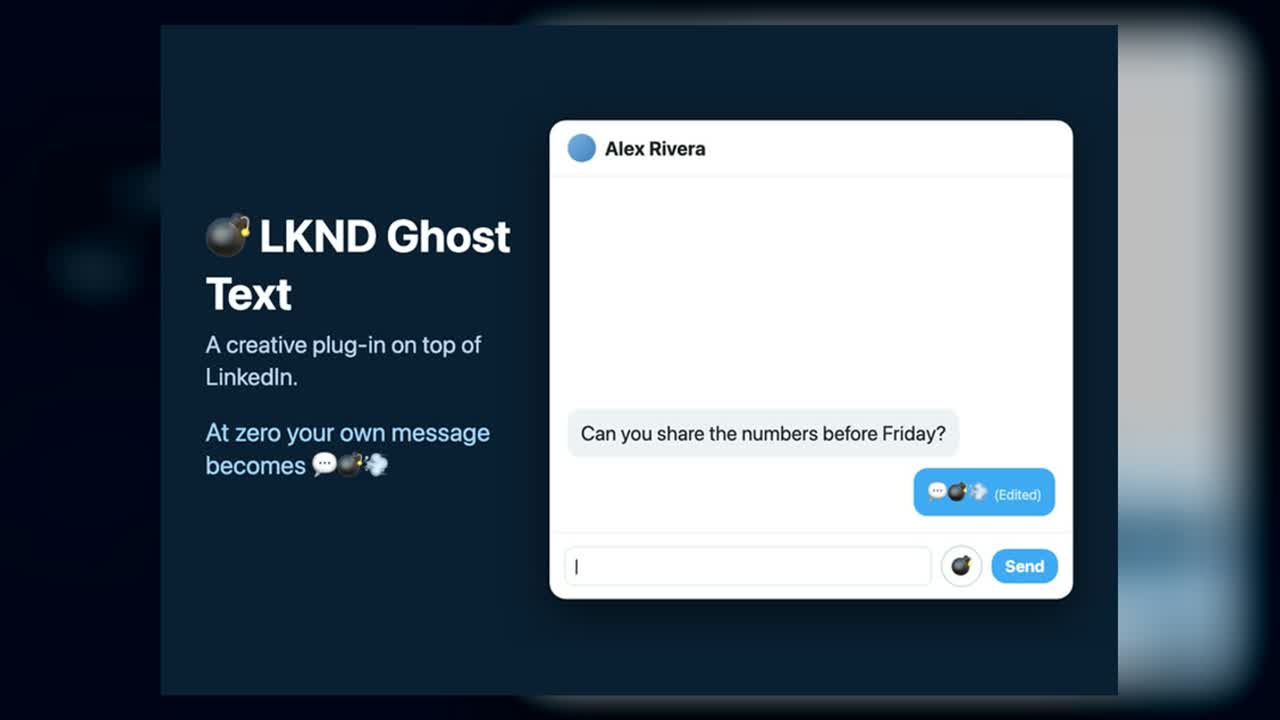 💣 LKND Ghost
Text
A creative plug-in on top of
LinkedIn.
At zero your own message
becomes 💬💣💨
Alex Rivera
Can you share the numbers before Friday?
💬💣💨 (Edited)
💣 Send